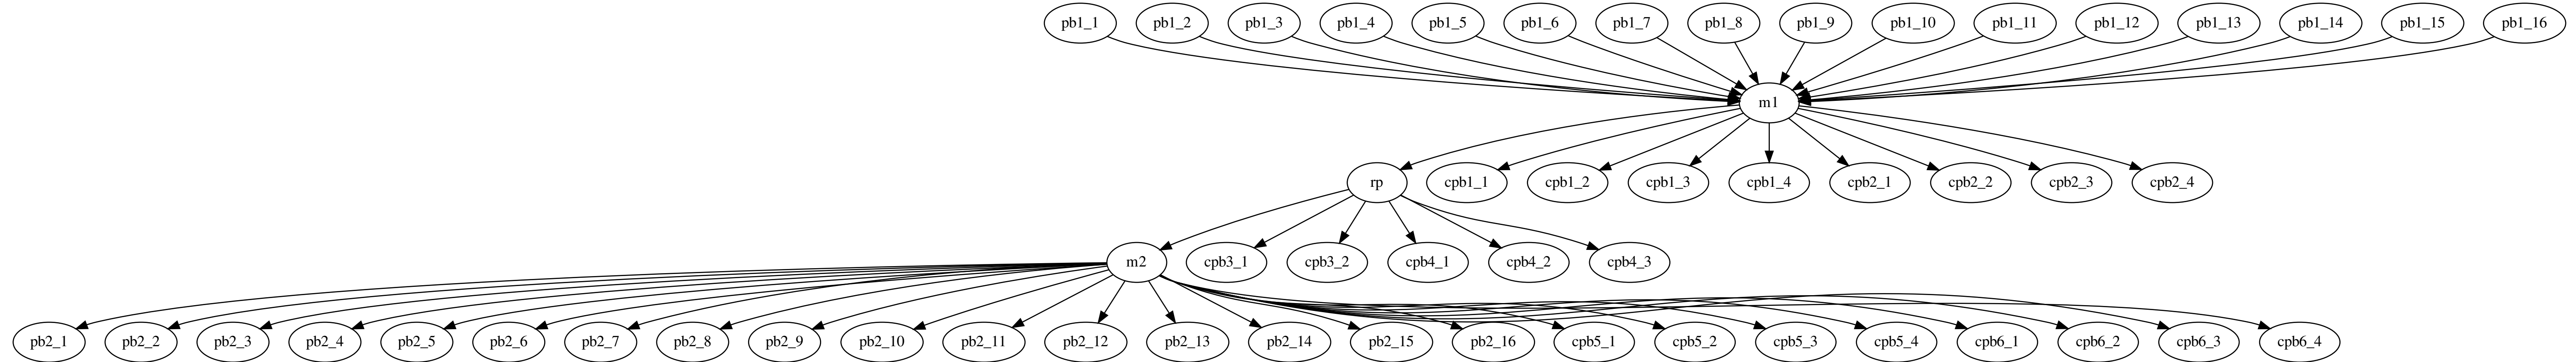 pb1_1 pb1_2 pb1_3 pb1_4 pb1_5 pb1_6 pb1_7 pb1_8 pb1_9 pb1_10 pb1_11 pb1_12 pb1_13 pb1_14 pb1_15 pb1_16
m1
rp cpb1_1 cpb1_2 cpb1_3 cpb1_4 cpb2_1 cpb2_2 cpb2_3 cpb2_4
m2 cpb3_1 cpb3_2 cpb4_1 cpb4_2 cpb4_3
pb2_1 pb2_2 pb2_3 pb2_4 pb2_5 pb2_6 pb2_7 pb2_8 pb2_9 pb2_10 pb2_11 pb2_12 pb2_13 pb2_14 pb2_15 pb2_16 cpb5_1 cpb5_2 cpb5_3 cpb5_4 cpb6_1 cpb6_2 cpb6_3 cpb6_4